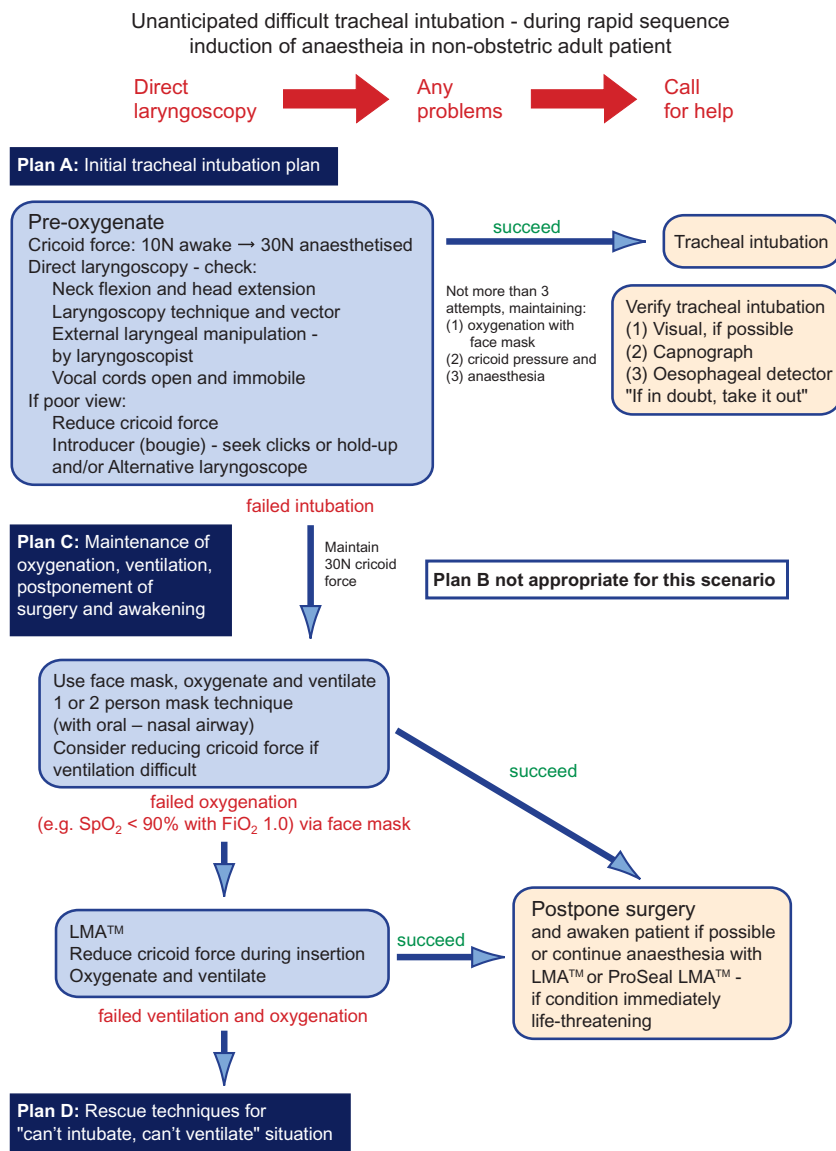 Unanticipated difficult tracheal intubation - during rapid sequence
induction of anaestheia in non-obstetric adult patient
Direct
laryngoscopy
Any
problems
Call
for help
Plan A: Initial tracheal intubation plan
Pre-oxygenate
Cricoid force: 10N awake → 30N anaesthetised
Direct laryngoscopy - check:
Neck flexion and head extension
Laryngoscopy technique and vector
External laryngeal manipulation -
by laryngoscopist
Vocal cords open and immobile
If poor view:
Reduce cricoid force
Introducer (bougie) - seek clicks or hold-up
and/or Alternative laryngoscope
succeed
Tracheal intubation
Not more than 3
attempts, maintaining:
(1) oxygenation with
face mask
(2) cricoid pressure and
(3) anaesthesia
Verify tracheal intubation
(1) Visual, if possible
(2) Capnograph
(3) Oesophageal detector
"If in doubt, take it out"
failed intubation
Plan C: Maintenance of
oxygenation, ventilation,
postponement of
surgery and awakening
Maintain
30N cricoid
force
Plan B not appropriate for this scenario
Use face mask, oxygenate and ventilate
1 or 2 person mask technique
(with oral – nasal airway)
Consider reducing cricoid force if
ventilation difficult
succeed
failed oxygenation
(e.g. SpO₂ < 90% with FiO₂ 1.0) via face mask
LMA™
Reduce cricoid force during insertion
Oxygenate and ventilate
succeed
Postpone surgery
and awaken patient if possible
or continue anaesthesia with
LMA™ or ProSeal LMA™ -
if condition immediately
life-threatening
failed ventilation and oxygenation
Plan D: Rescue techniques for
"can't intubate, can't ventilate" situation